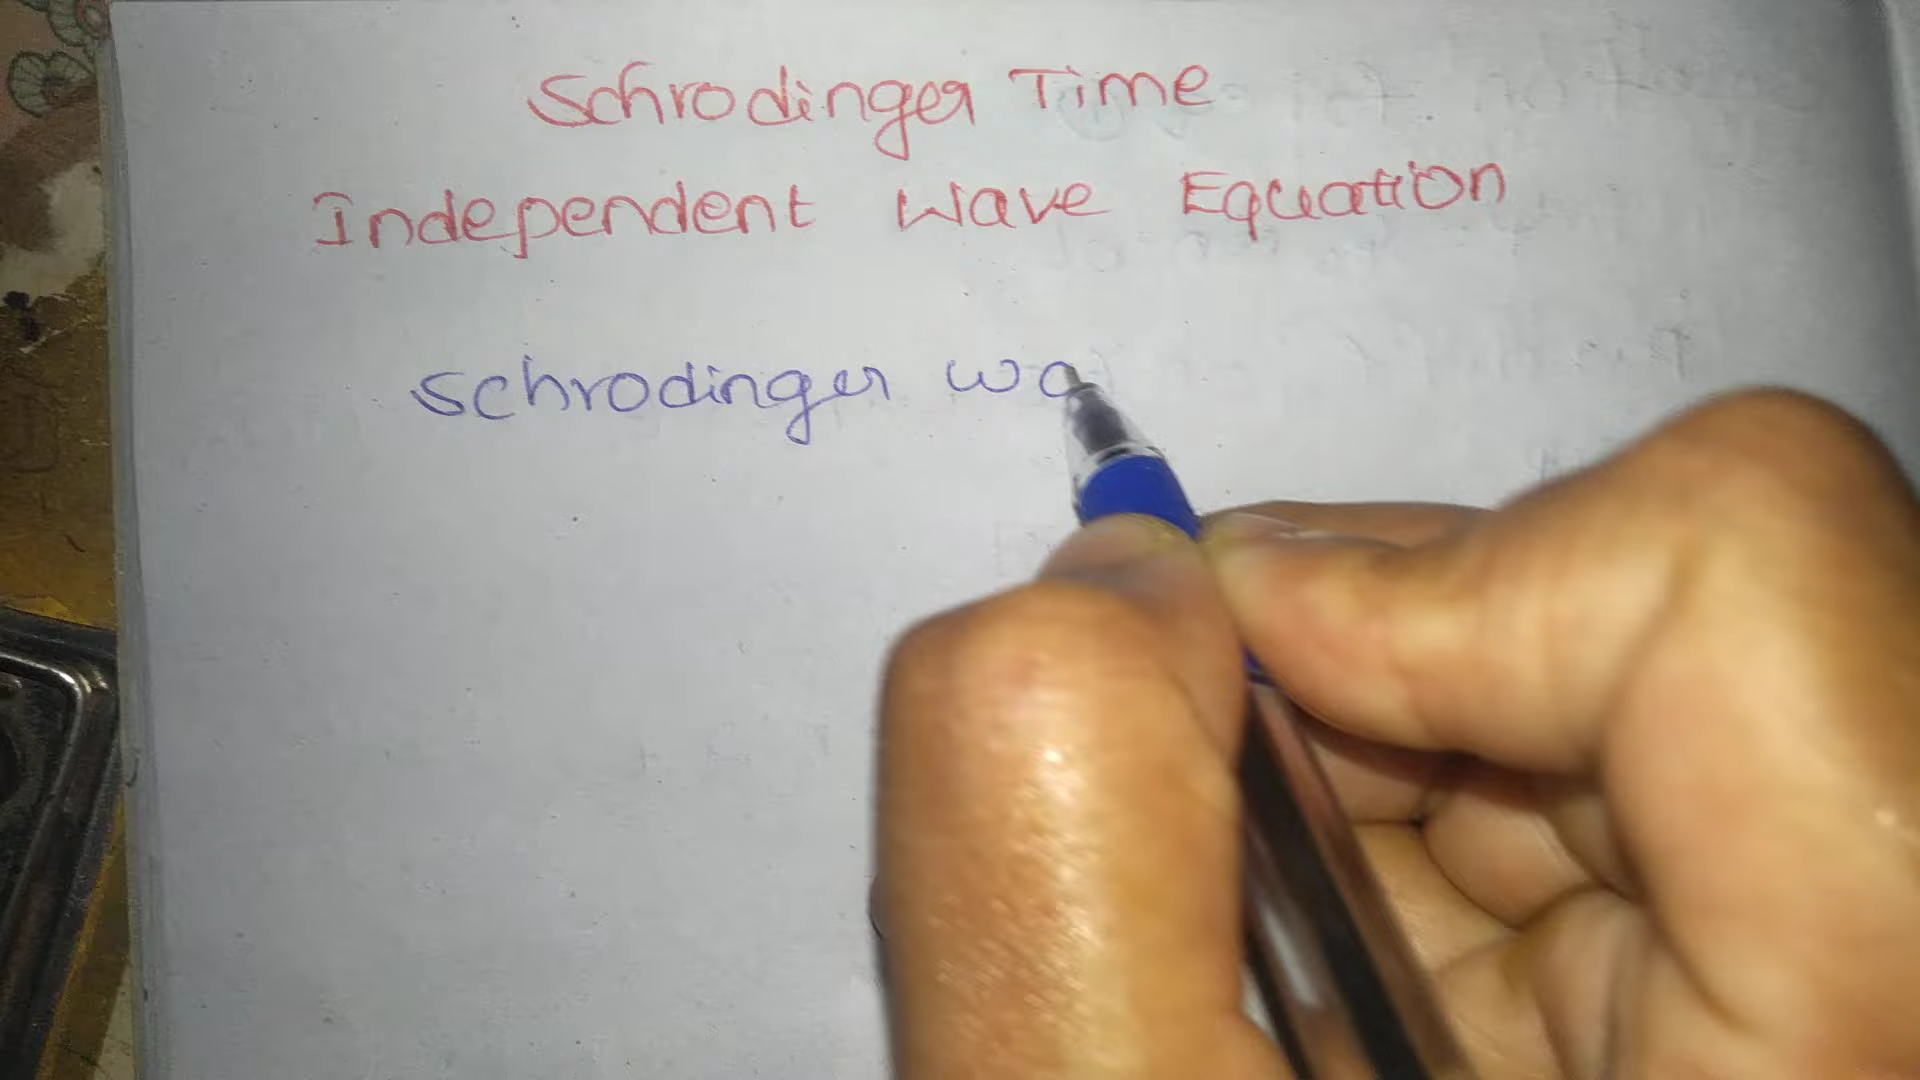 Schrodinger Time
Independent Wave Equation
Schrodinger wa